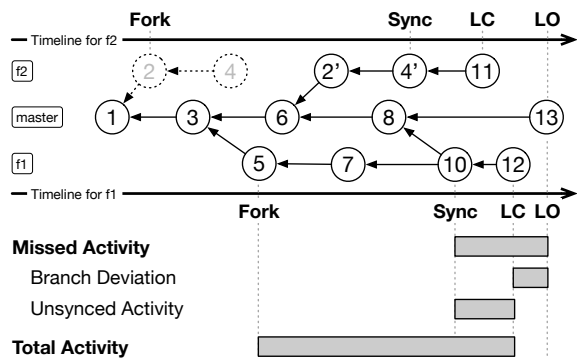 Fork Sync LC LO
Timeline for f2
f2 2 4 2' 4' 11
master 1 3 6 8 13
f1 5 7 10 12
Timeline for f1
Fork Sync LC LO
Missed Activity
Branch Deviation
Unsynced Activity
Total Activity